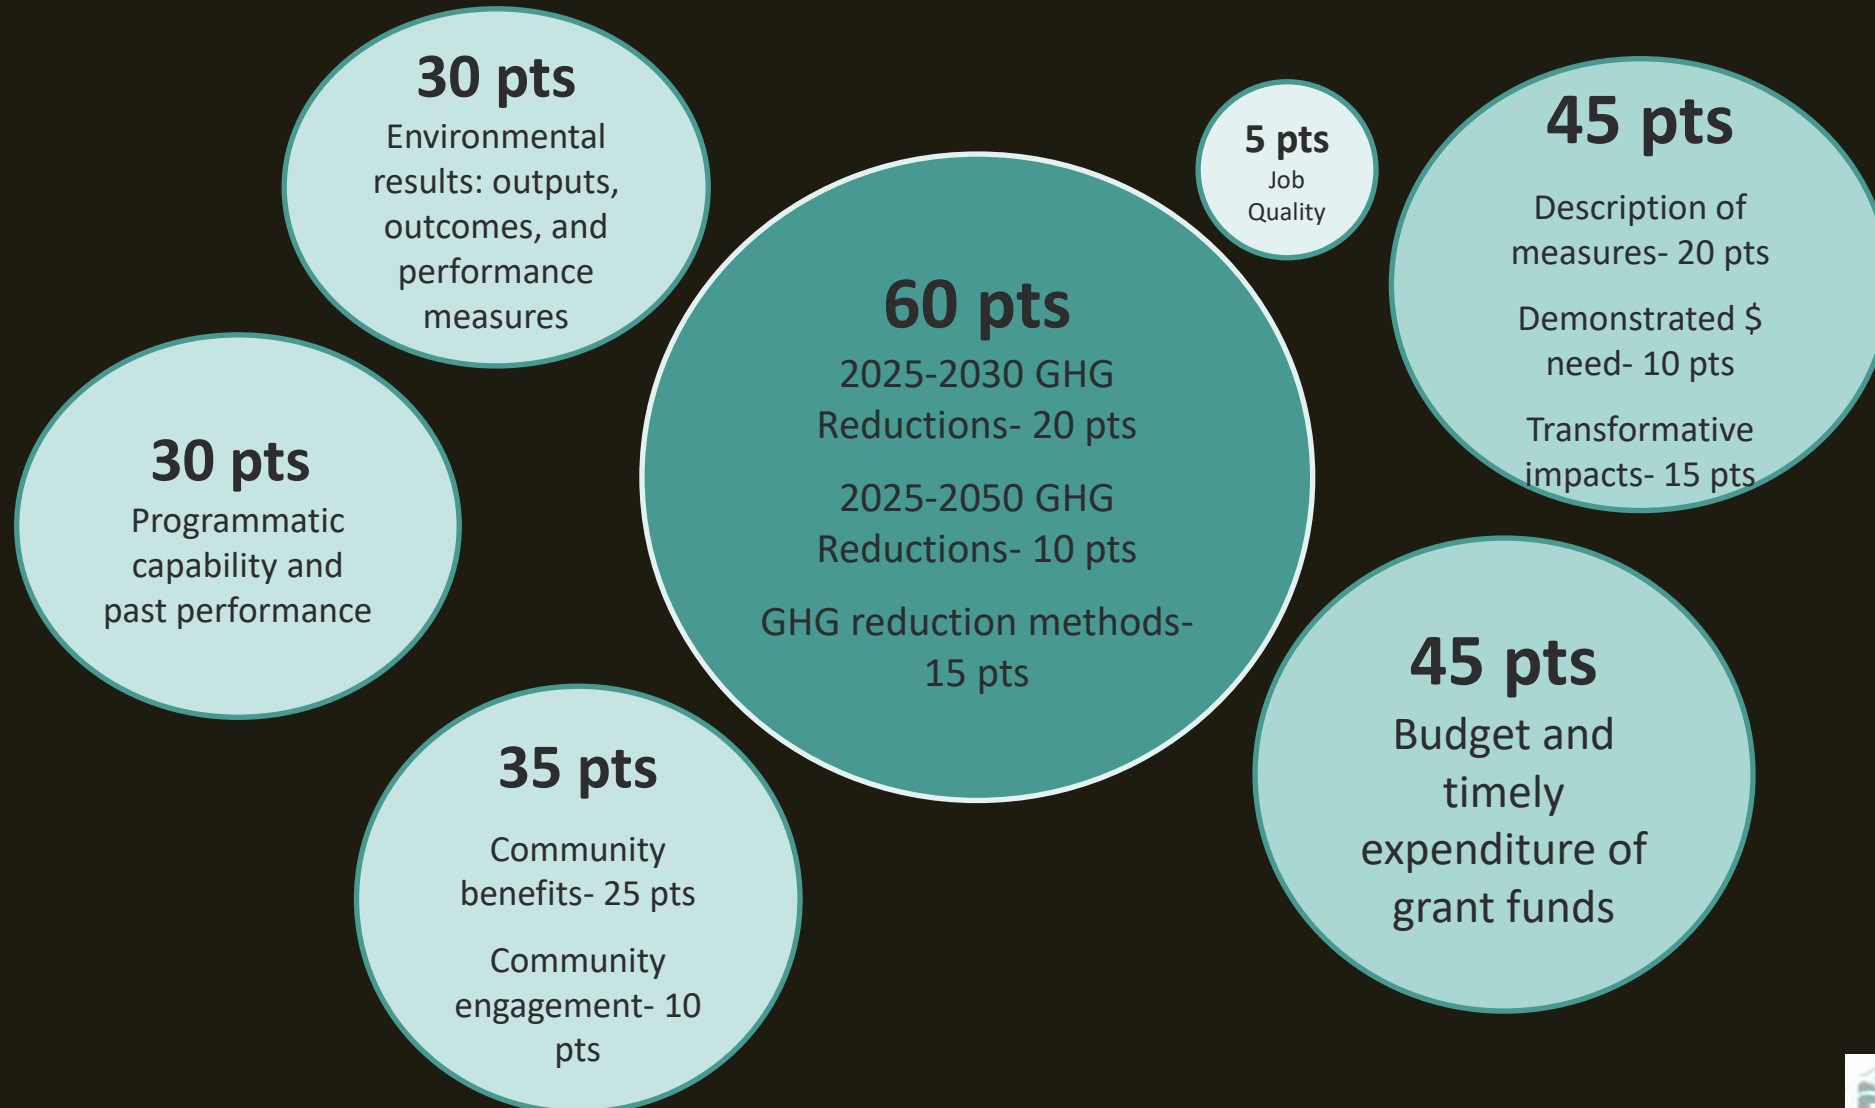 30 pts
Environmental
results: outputs,
outcomes, and
performance
measures
5 pts
Job
Quality
45 pts
Description of
measures- 20 pts
Demonstrated $
need- 10 pts
Transformative
impacts- 15 pts
60 pts
2025-2030 GHG
Reductions- 20 pts
2025-2050 GHG
Reductions- 10 pts
GHG reduction methods-
15 pts
30 pts
Programmatic
capability and
past performance
45 pts
Budget and
timely
expenditure of
grant funds
35 pts
Community
benefits- 25 pts
Community
engagement- 10
pts